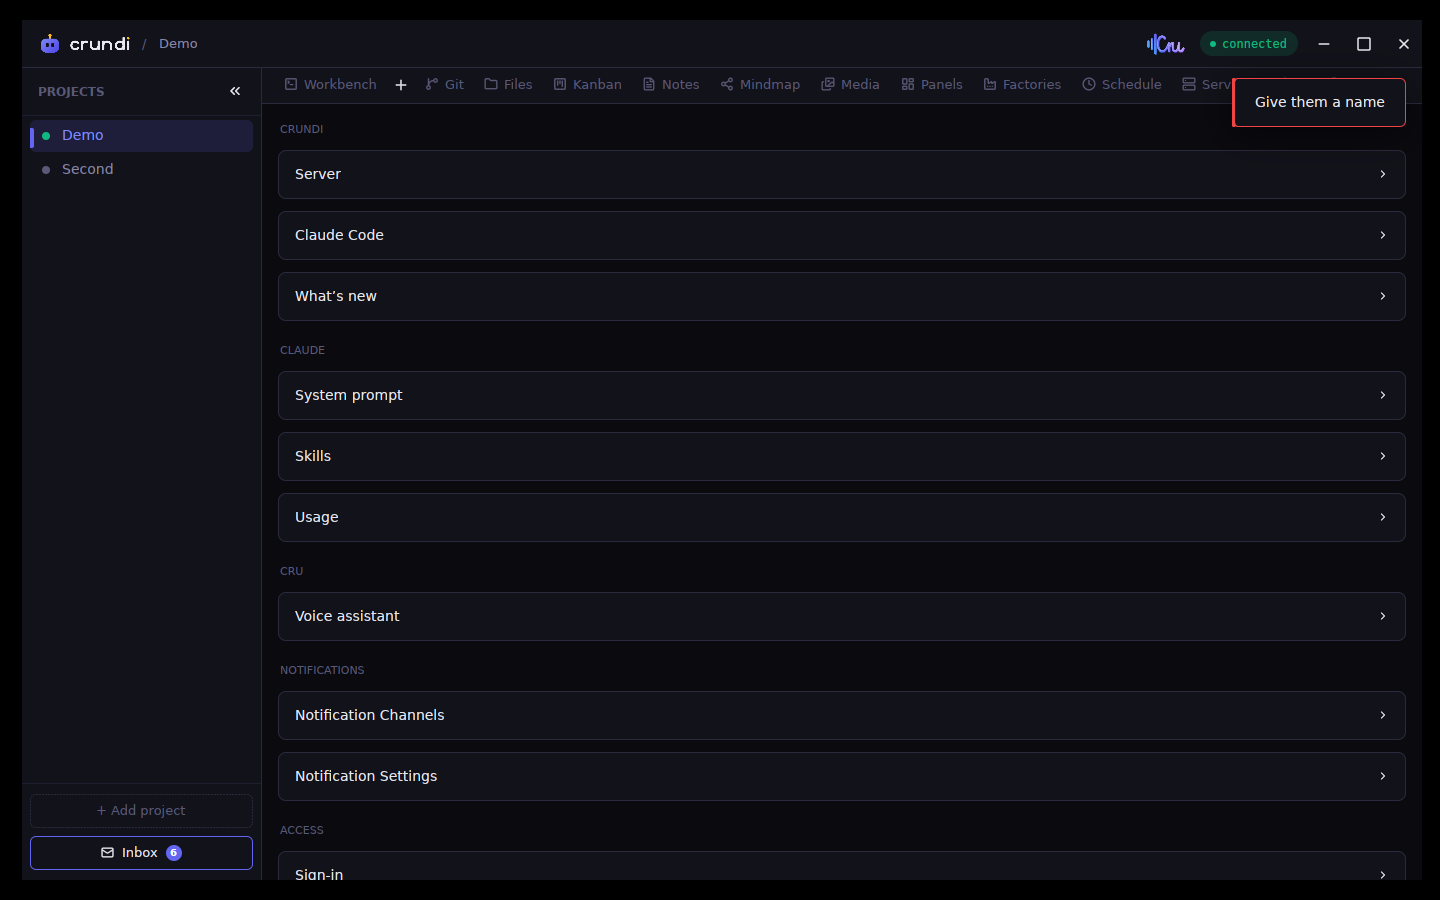 crundi / Demo
Cru
connected
PROJECTS
Demo
Second
+ Add project
Inbox 6
Workbench
Git
Files
Kanban
Notes
Mindmap
Media
Panels
Factories
Schedule
Serv
Give them a name
CRUNDI
Server
Claude Code
What’s new
CLAUDE
System prompt
Skills
Usage
CRU
Voice assistant
NOTIFICATIONS
Notification Channels
Notification Settings
ACCESS
Sign-in